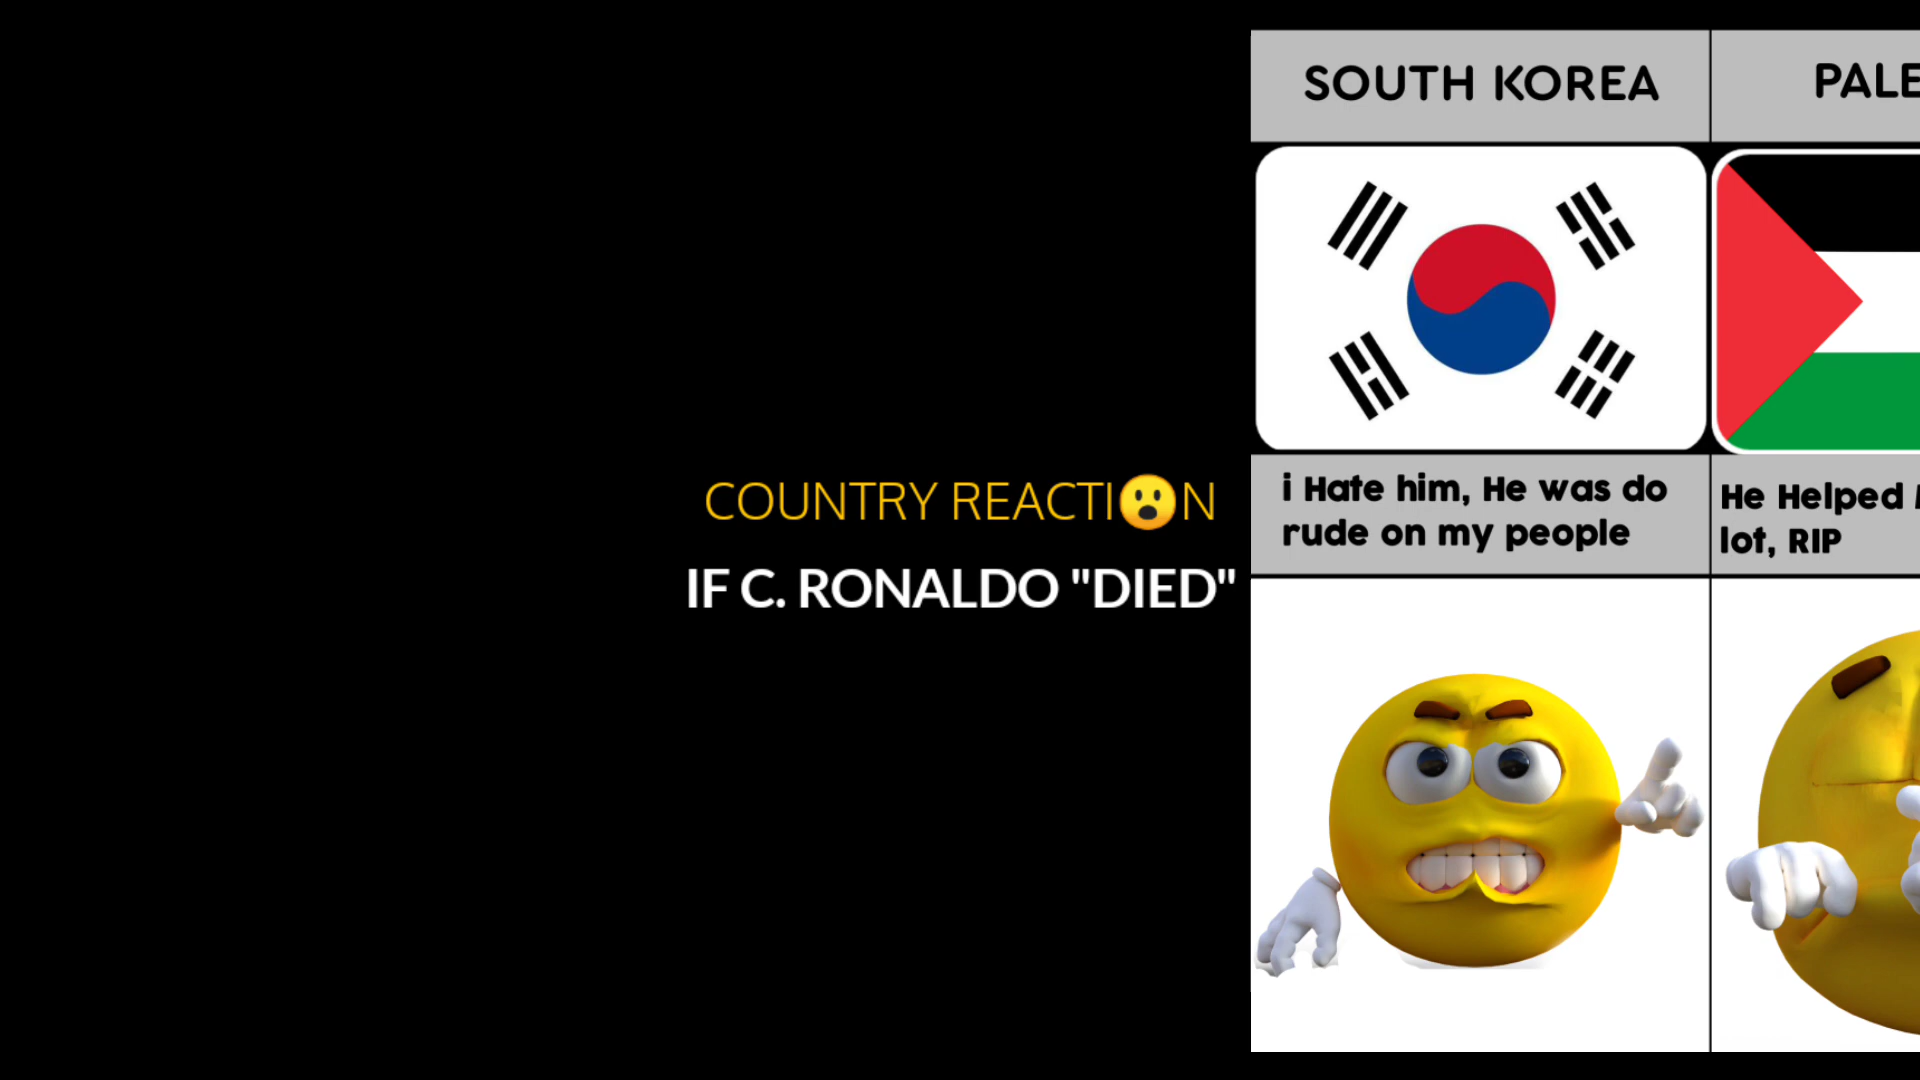 COUNTRY REACTI😮N
IF C. RONALDO "DIED"
SOUTH KOREA
i Hate him, He was do
rude on my people
PALE
He Helped
lot, RIP